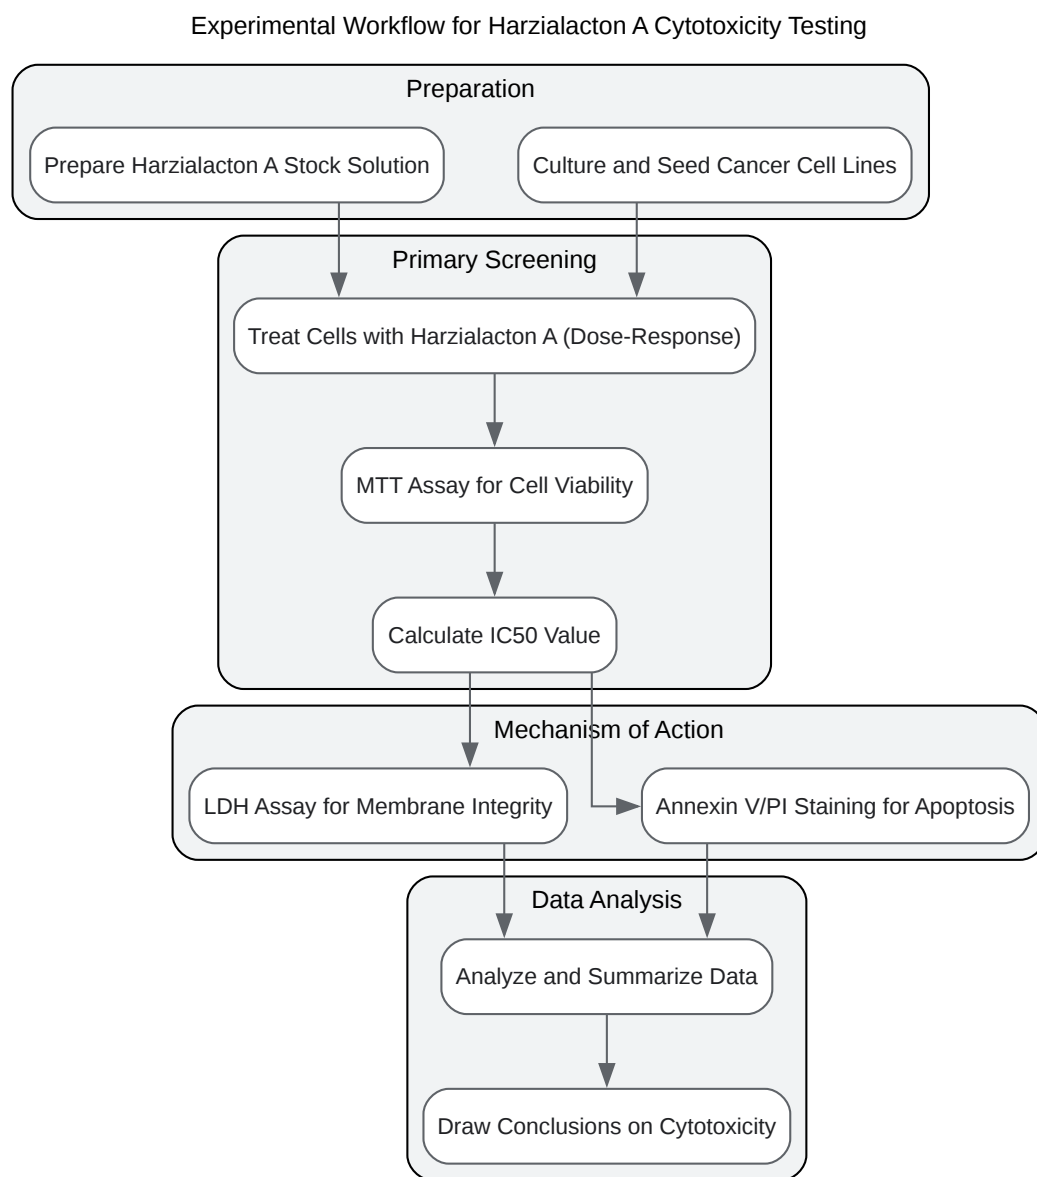 Experimental Workflow for Harzialacton A Cytotoxicity Testing
Preparation
Prepare Harzialacton A Stock Solution
Culture and Seed Cancer Cell Lines
Primary Screening
Treat Cells with Harzialacton A (Dose-Response)
MTT Assay for Cell Viability
Calculate IC50 Value
Mechanism of Action
LDH Assay for Membrane Integrity
Annexin V/PI Staining for Apoptosis
Data Analysis
Analyze and Summarize Data
Draw Conclusions on Cytotoxicity